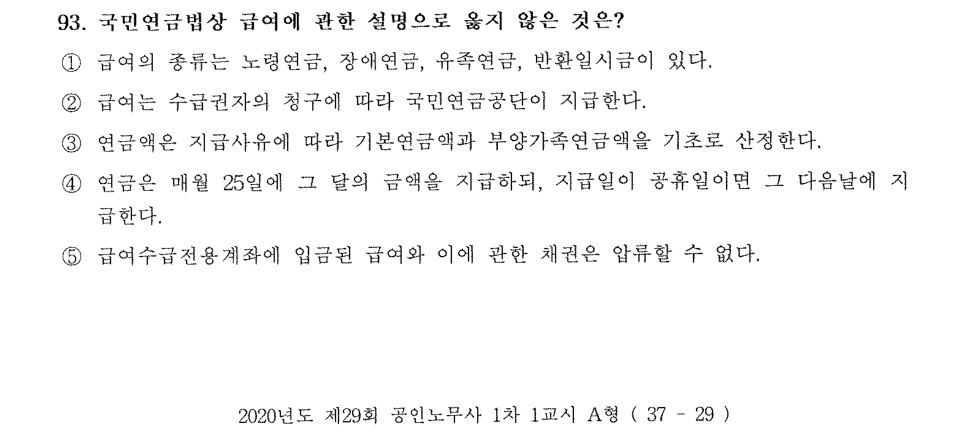 93. 국민연금법상 급여에 관한 설명으로 옳지 않은 것은?
① 급여의 종류는 노령연금, 장애연금, 유족연금, 반환일시금이 있다.
② 급여는 수급권자의 청구에 따라 국민연금공단이 지급한다.
③ 연금액은 지급사유에 따라 기본연금액과 부양가족연금액을 기초로 산정한다.
④ 연금은 매월 25일에 그 달의 금액을 지급하되, 지급일이 공휴일이면 그 다음날에 지
급한다.
⑤ 급여수급전용계좌에 입금된 급여와 이에 관한 채권은 압류할 수 없다.
2020년도 제29회 공인노무사 1차 1교시 A형 ( 37 - 29 )